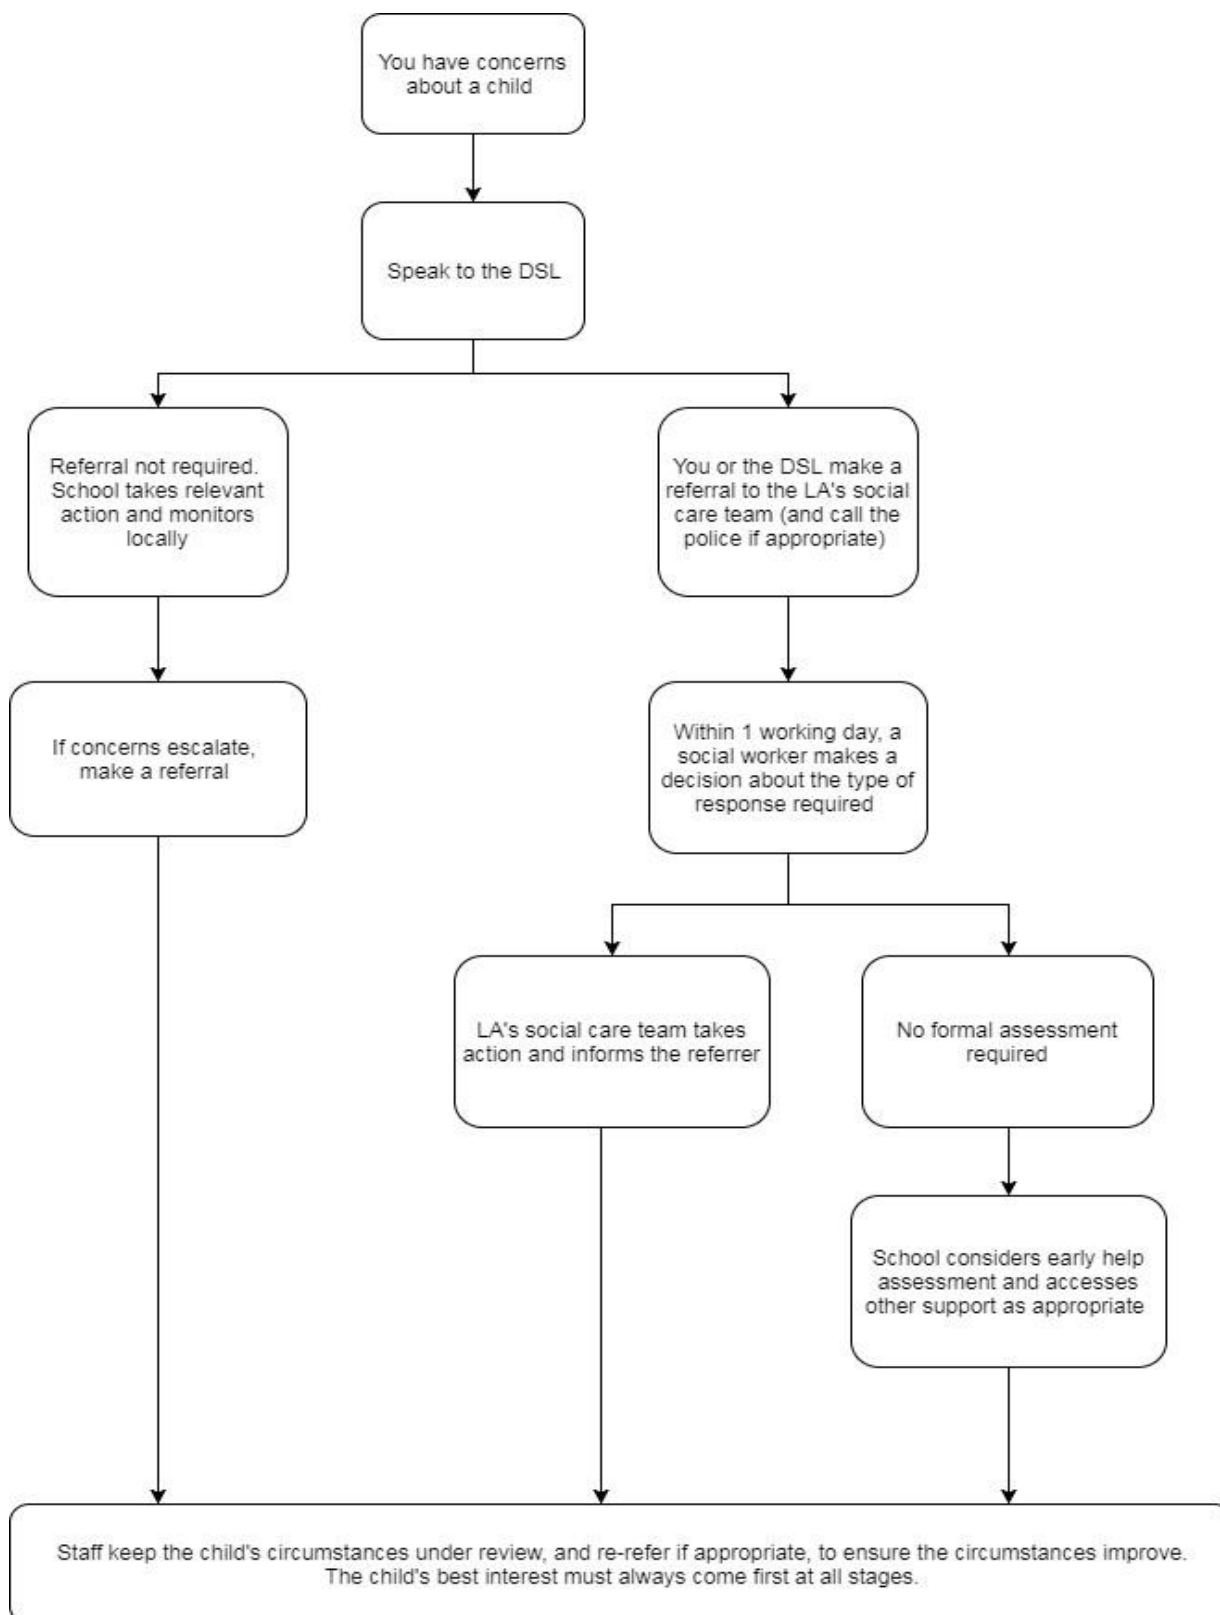 You have concerns
about a child
Speak to the DSL
Referral not required.
School takes relevant
action and monitors
locally
You or the DSL make a
referral to the LA's social
care team (and call the
police if appropriate)
If concerns escalate,
make a referral
Within 1 working day, a
social worker makes a
decision about the type of
response required
LA's social care team takes
action and informs the referrer
No formal assessment
required
School considers early help
assessment and accesses
other support as appropriate
Staff keep the child's circumstances under review, and re-refer if appropriate, to ensure the circumstances improve.
The child's best interest must always come first at all stages.